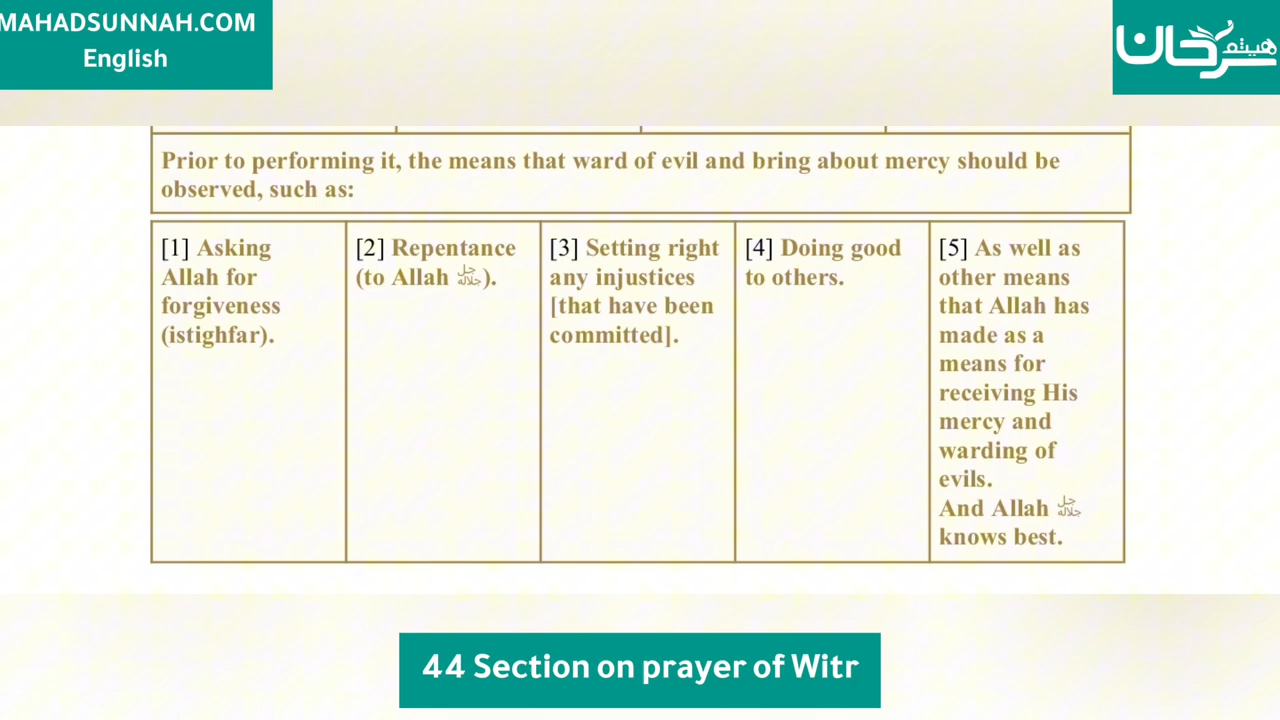 MAHADSUNNAH.COM
English
هيثم
سرحان
Prior to performing it, the means that ward of evil and bring about mercy should be
observed, such as:
[1] Asking
Allah for
forgiveness
(istighfar).
[2] Repentance
(to Allah جل جلاله).
[3] Setting right
any injustices
[that have been
committed].
[4] Doing good
to others.
[5] As well as
other means
that Allah has
made as a
means for
receiving His
mercy and
warding of
evils.
And Allah جل جلاله
knows best.
44 Section on prayer of Witr